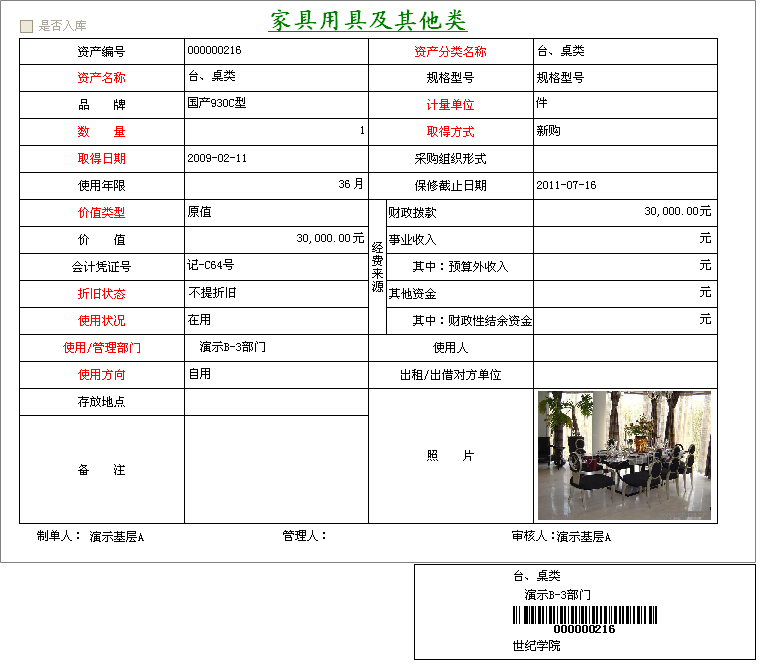 家具用具及其他类
是否入库
资产编号 000000216 资产分类名称 台、桌类
资产名称 台、桌类 规格型号 规格型号
品 牌 国产930C型 计量单位 件
数 量 1 取得方式 新购
取得日期 2009-02-11 采购组织形式
使用年限 36月 保修截止日期 2011-07-16
价值类型 原值 经费来源 财政拨款 30,000.00元
价 值 30,000.00元 事业收入 元
会计凭证号 记-C64号 其中：预算外收入 元
折旧状态 不提折旧 其他资金 元
使用状况 在用 其中：财政性结余资金 元
使用/管理部门 演示B-3部门 使用人
使用方向 自用 出租/出借对方单位
存放地点
备 注 照 片
制单人： 演示基层A 管理人： 审核人：演示基层A
台、桌类
演示B-3部门
000000216
世纪学院